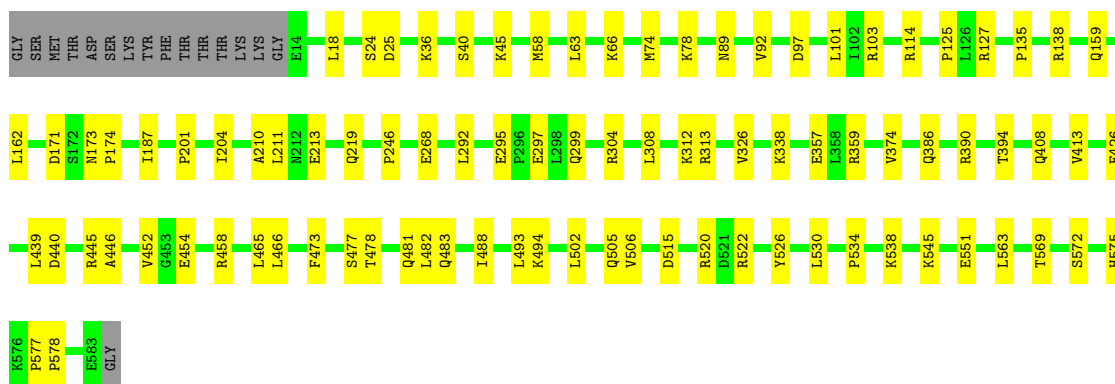 GLY SER MET THR ASP SER LYS TYR PHE THR THR THR LYS LYS GLY E14 L18 S24 D25 K36 S40 K45 M58 L63 K66 M74 K78 N89 V92 D97 L101 I102 R103 R114 P125 L126 R127 P135 R138 Q159
L162 D171 S172 N173 P174 I187 P201 I204 A210 L211 N212 E213 Q219 P246 E268 L292 E295 P296 E297 L298 Q299 R304 L308 K312 R313 V326 K338 E357 L358 R359 V374 Q386 R390 T394 Q408 V413
L439 D440 R445 A446 V452 G453 E454 R458 L465 L466 F473 S477 T478 Q481 L482 Q483 I488 L493 K494 L502 Q505 V506 D515 R520 D521 R522 Y526 L530 P534 K538 K545 E551 L563 T569 S572 H575
K576 P577 P578 E583 GLY